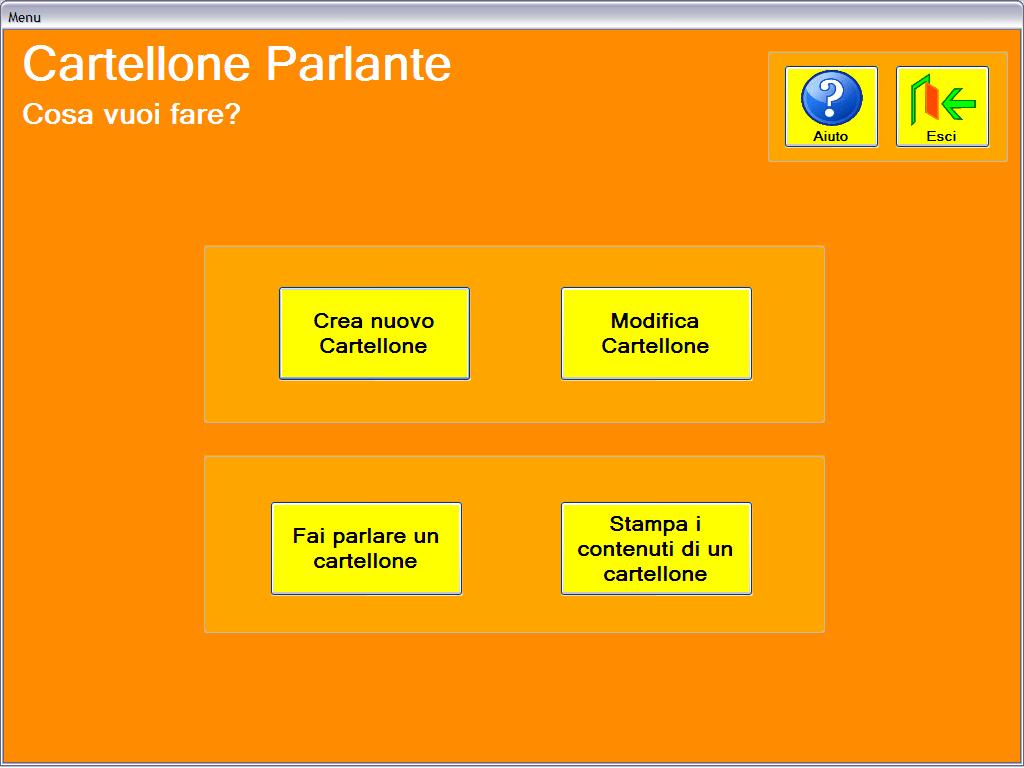 Menu
Cartellone Parlante
Cosa vuoi fare?
Aiuto
Esci
Crea nuovo
Cartellone
Modifica
Cartellone
Fai parlare un
cartellone
Stampa i
contenuti di un
cartellone